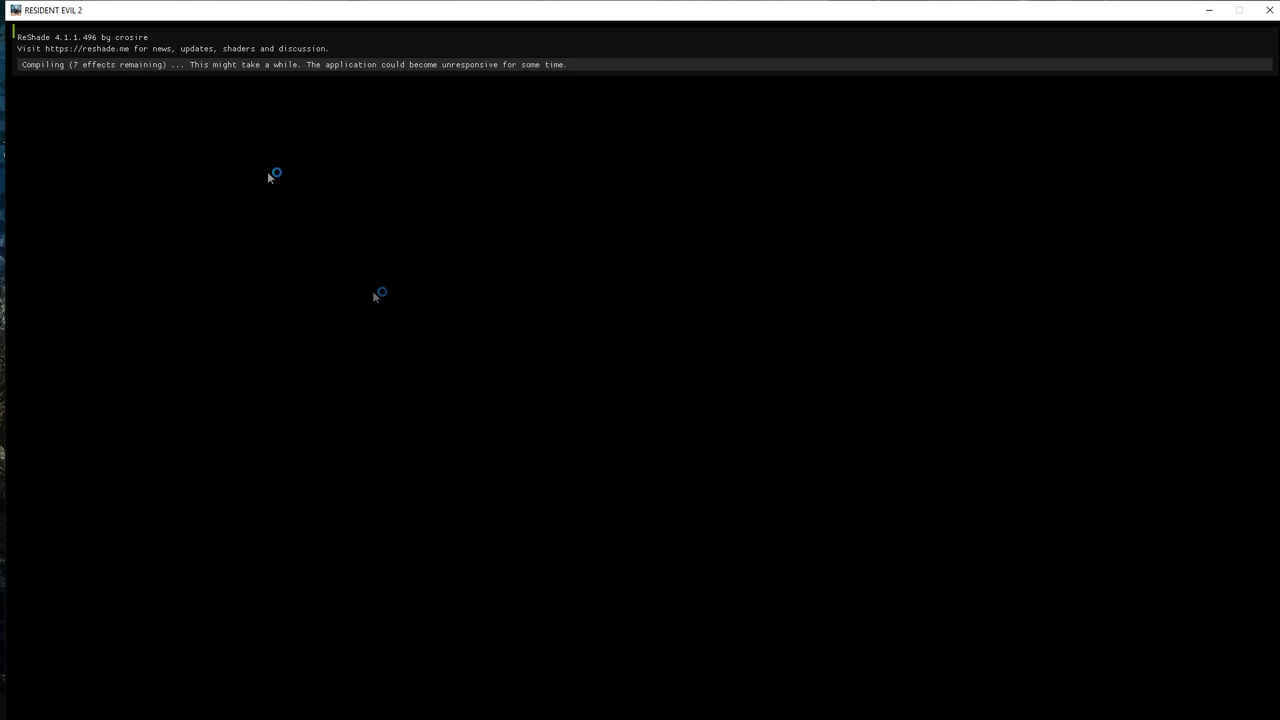 RESIDENT EVIL 2
ReShade 4.1.1.496 by crosire
Visit https://reshade.me for news, updates, shaders and discussion.
Compiling (7 effects remaining) ... This might take a while. The application could become unresponsive for some time.